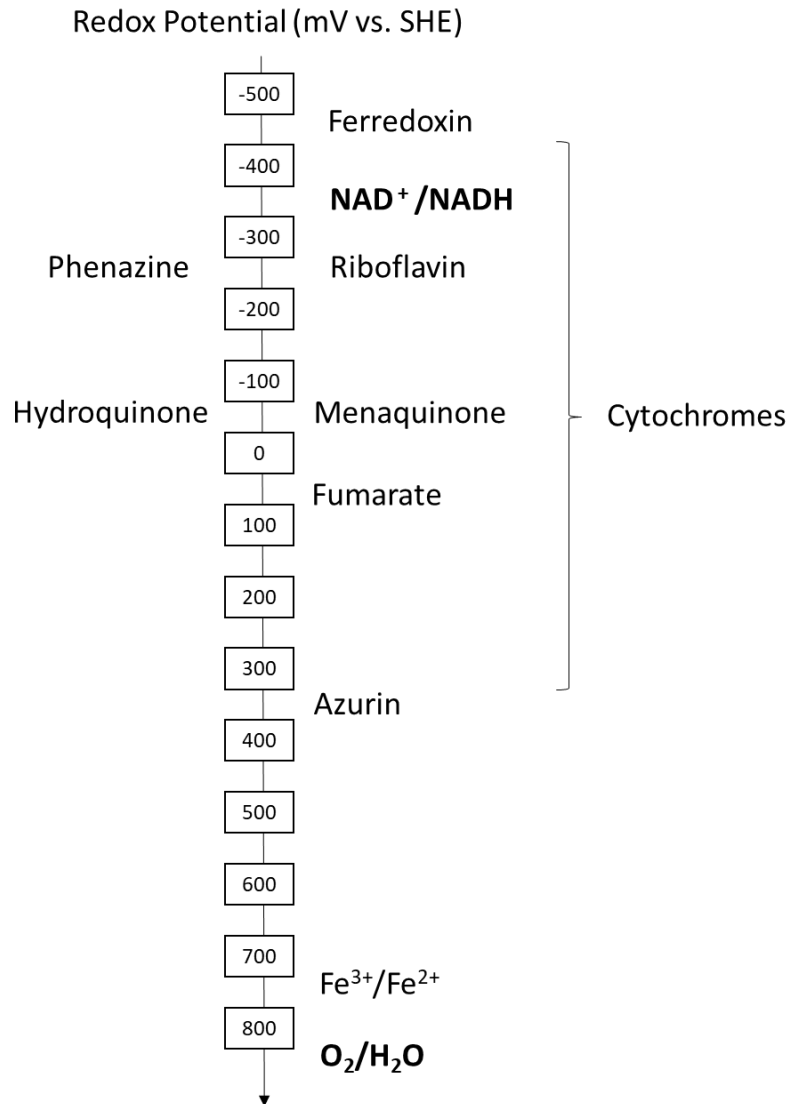 Redox Potential (mV vs. SHE)
-500
Ferredoxin
-400
NAD⁺/NADH
-300
Phenazine Riboflavin
-200
-100
Hydroquinone Menaquinone Cytochromes
0
Fumarate
100
200
300
Azurin
400
500
600
700
Fe³⁺/Fe²⁺
800
O₂/H₂O